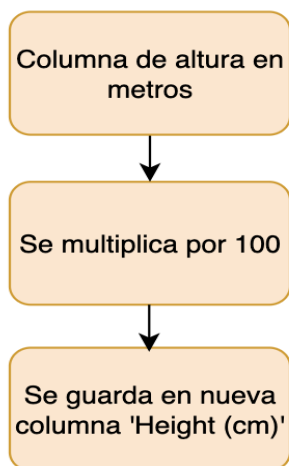 Columna de altura en
metros
Se multiplica por 100
Se guarda en nueva
columna 'Height (cm)'